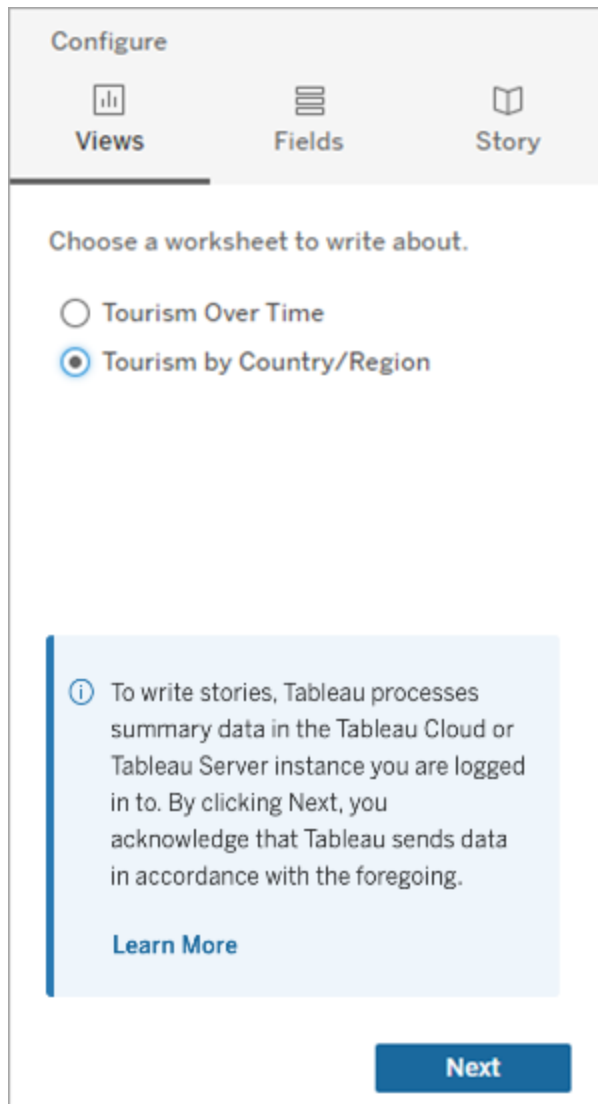 Configure
Views Fields Story
Choose a worksheet to write about.
Tourism Over Time
Tourism by Country/Region
To write stories, Tableau processes
summary data in the Tableau Cloud or
Tableau Server instance you are logged
in to. By clicking Next, you
acknowledge that Tableau sends data
in accordance with the foregoing.
Learn More
Next